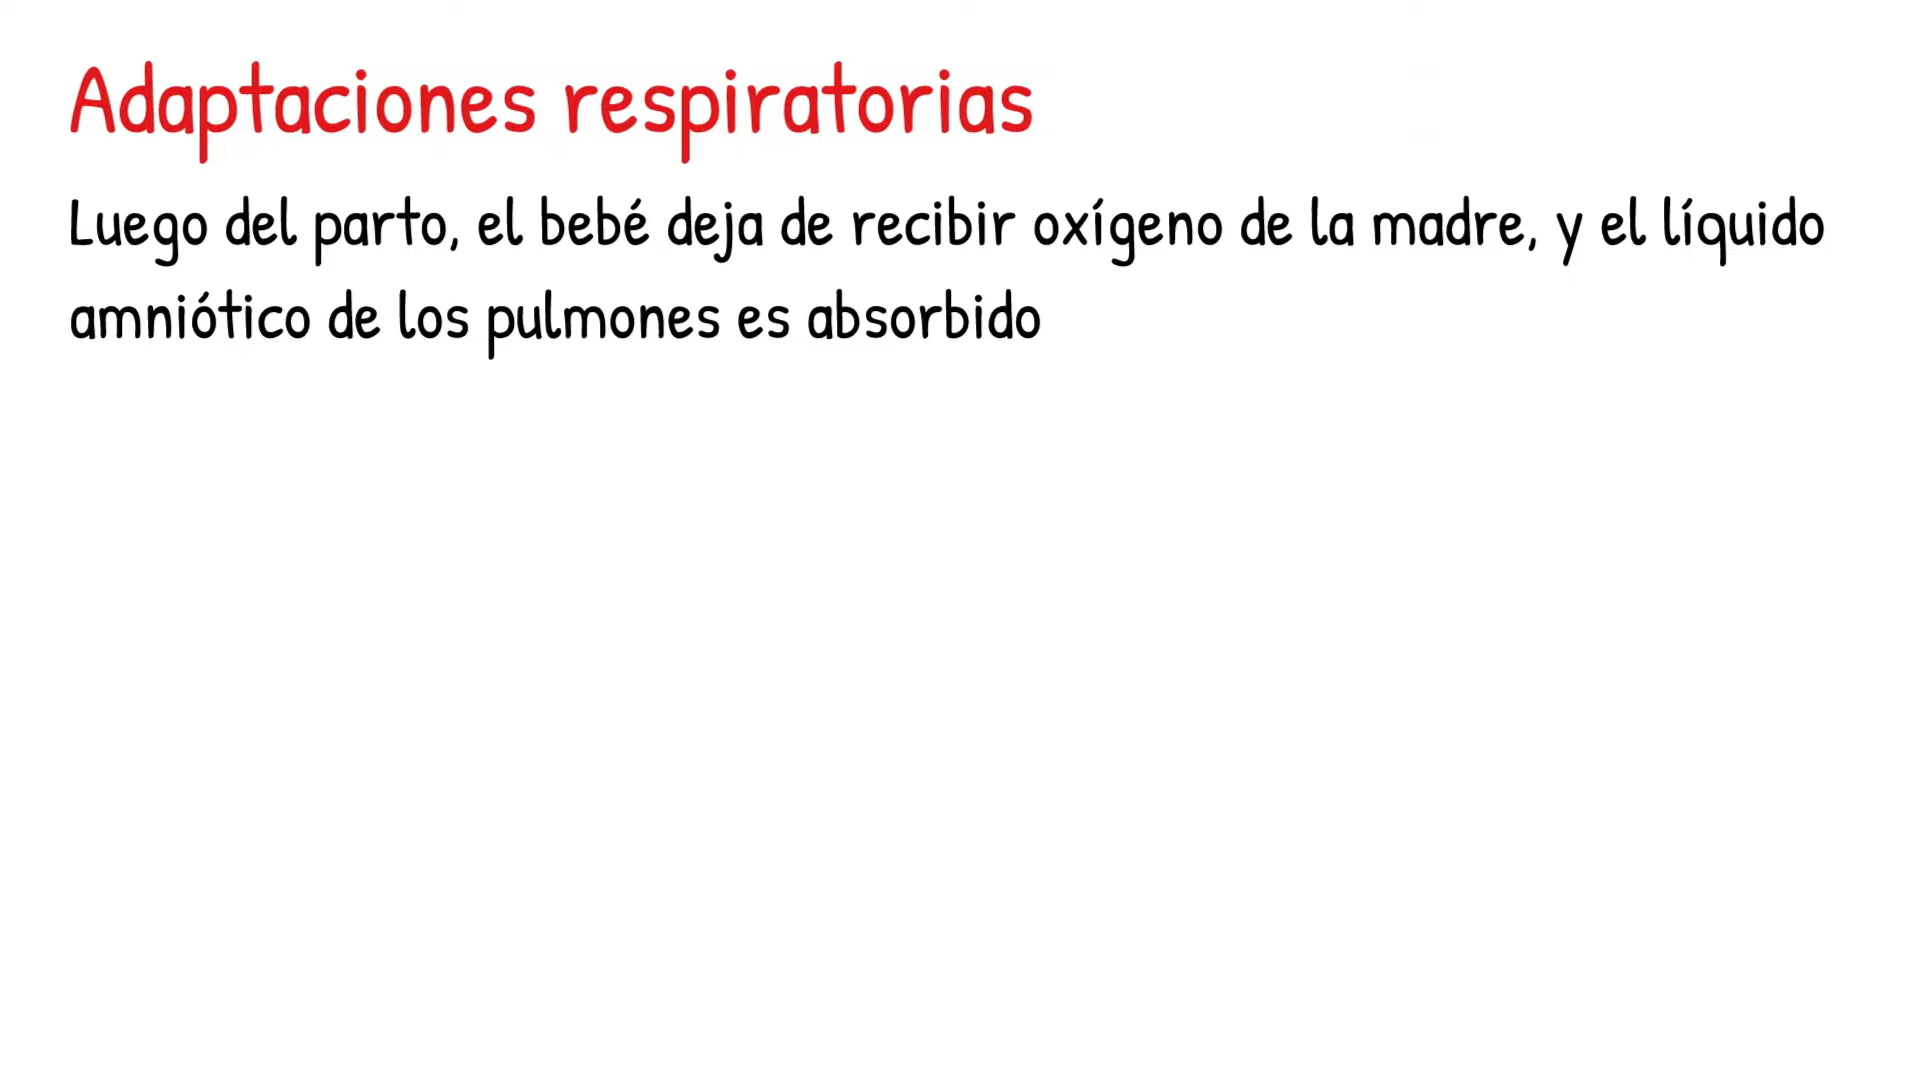 Adaptaciones respiratorias
Luego del parto, el bebé deja de recibir oxígeno de la madre, y el líquido
amniótico de los pulmones es absorbido